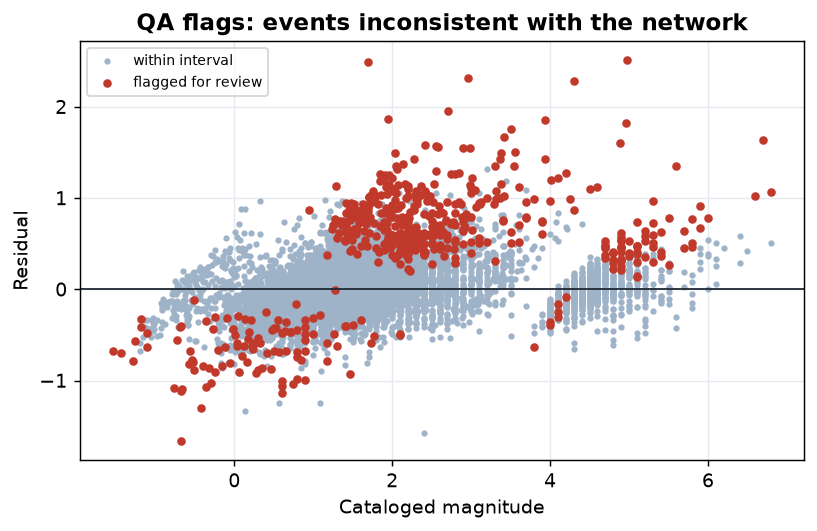 QA flags: events inconsistent with the network
within interval
flagged for review
2
1
0
−1
Residual
0
2
4
6
Cataloged magnitude